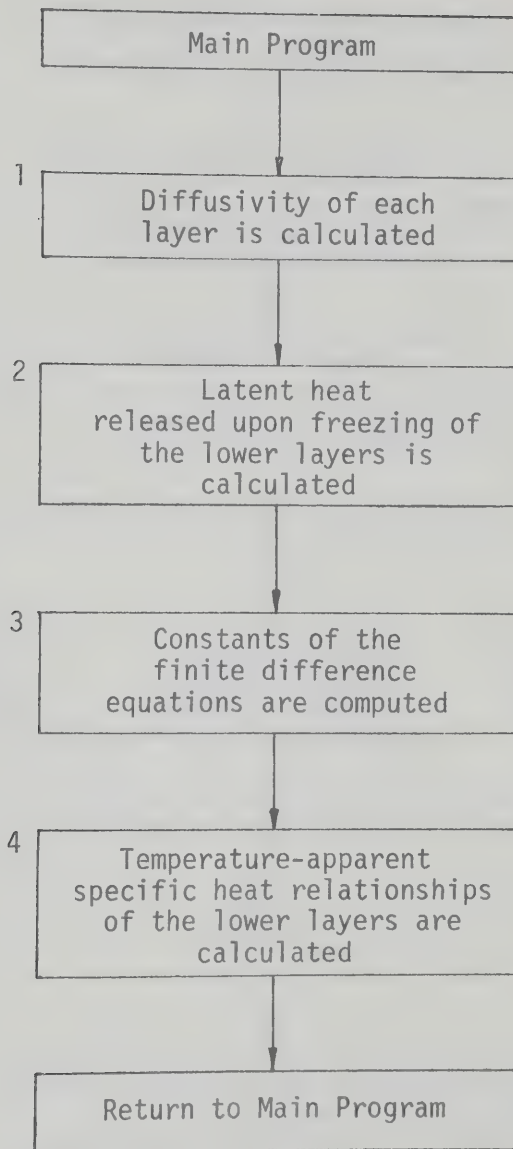 Main Program
1
Diffusivity of each
layer is calculated
2
Latent heat
released upon freezing of
the lower layers is
calculated
3
Constants of the
finite difference
equations are computed
4
Temperature-apparent
specific heat relationships
of the lower layers are
calculated
Return to Main Program